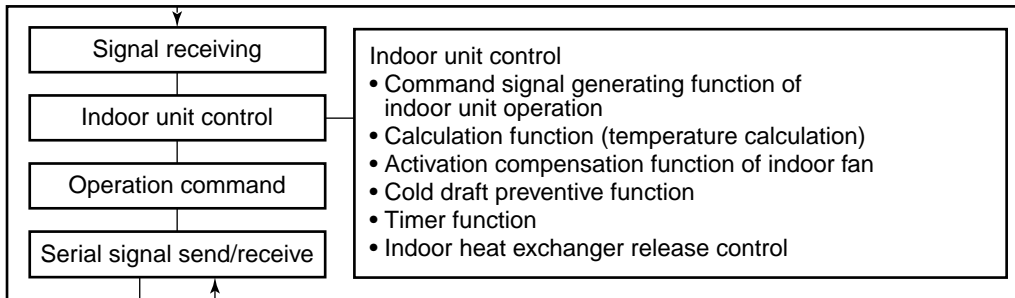 Signal receiving
Indoor unit control
Operation command
Serial signal send/receive
Indoor unit control
• Command signal generating function of
indoor unit operation
• Calculation function (temperature calculation)
• Activation compensation function of indoor fan
• Cold draft preventive function
• Timer function
• Indoor heat exchanger release control